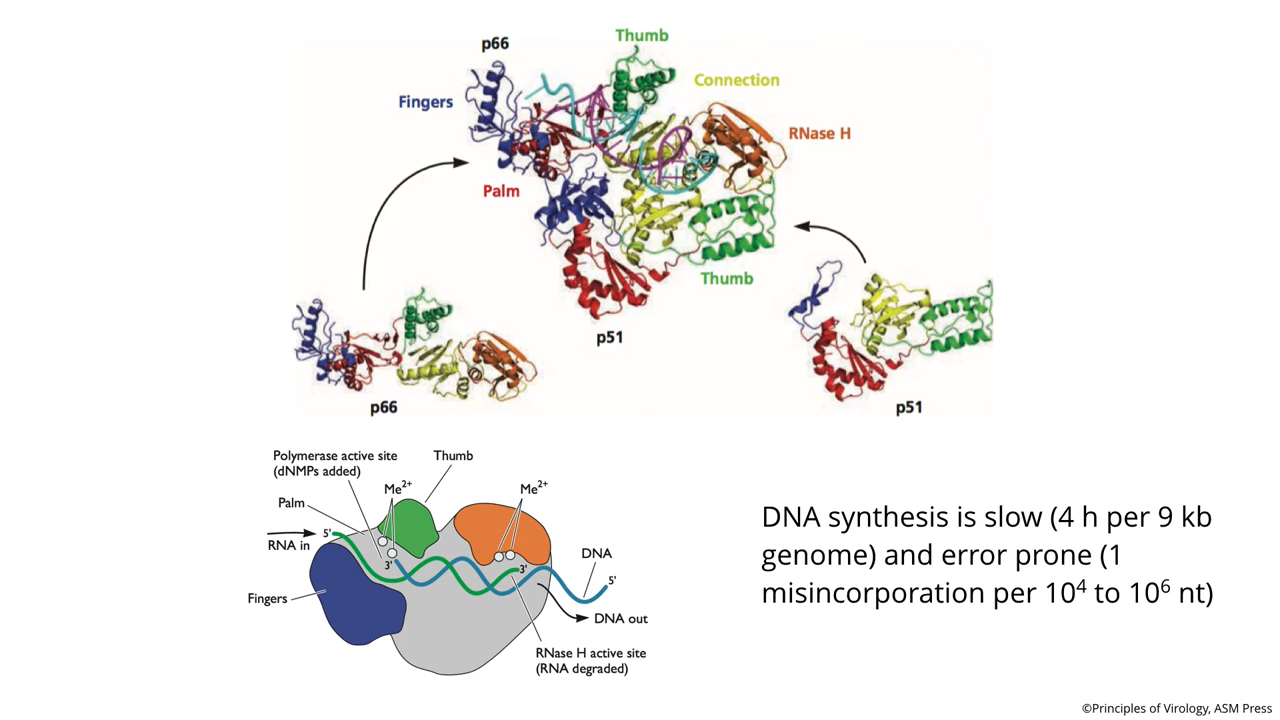 p66
Thumb
Fingers
Connection
RNase H
Palm
Thumb
p51
p66
p51
Polymerase active site
(dNMPs added)
Thumb
Me²⁺
Me²⁺
Palm
5'
RNA in
3'
3'
DNA
5'
Fingers
DNA out
RNase H active site
(RNA degraded)
DNA synthesis is slow (4 h per 9 kb
genome) and error prone (1
misincorporation per 10⁴ to 10⁶ nt)
©Principles of Virology, ASM Press